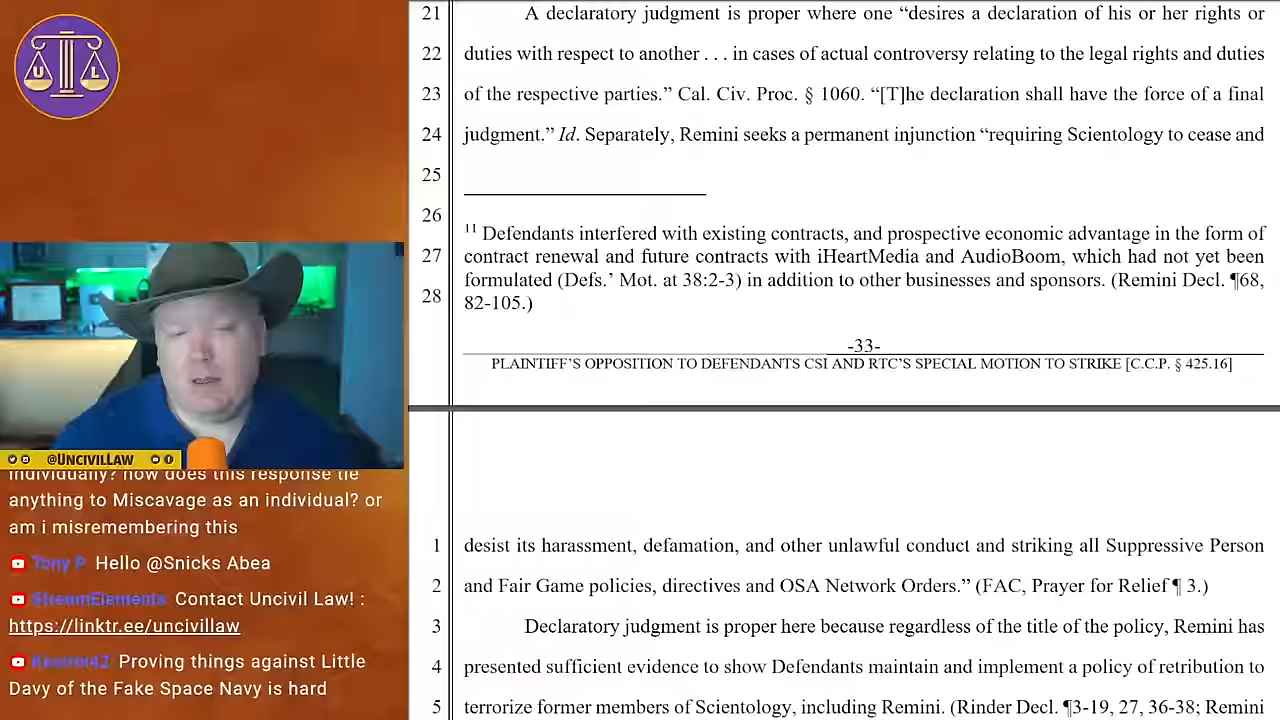 U L
@UNCIVILLAW
individually? how does this response tie
anything to Miscavage as an individual? or
am i misremembering this
Tony P Hello @Snicks Abea
StreamElements Contact Uncivil Law! :
https://linktr.ee/uncivillaw
Kestrel42 Proving things against Little
Davy of the Fake Space Navy is hard
21 A declaratory judgment is proper where one “desires a declaration of his or her rights or
22 duties with respect to another . . . in cases of actual controversy relating to the legal rights and duties
23 of the respective parties.” Cal. Civ. Proc. § 1060. “[T]he declaration shall have the force of a final
24 judgment.” Id. Separately, Remini seeks a permanent injunction “requiring Scientology to cease and
25
26
11 Defendants interfered with existing contracts, and prospective economic advantage in the form of
27 contract renewal and future contracts with iHeartMedia and AudioBoom, which had not yet been
formulated (Defs.’ Mot. at 38:2-3) in addition to other businesses and sponsors. (Remini Decl. ¶68,
28 82-105.)
-33-
PLAINTIFF’S OPPOSITION TO DEFENDANTS CSI AND RTC’S SPECIAL MOTION TO STRIKE [C.C.P. § 425.16]
1 desist its harassment, defamation, and other unlawful conduct and striking all Suppressive Person
2 and Fair Game policies, directives and OSA Network Orders.” (FAC, Prayer for Relief ¶ 3.)
3 Declaratory judgment is proper here because regardless of the title of the policy, Remini has
4 presented sufficient evidence to show Defendants maintain and implement a policy of retribution to
5 terrorize former members of Scientology, including Remini. (Rinder Decl. ¶3-19, 27, 36-38; Remini